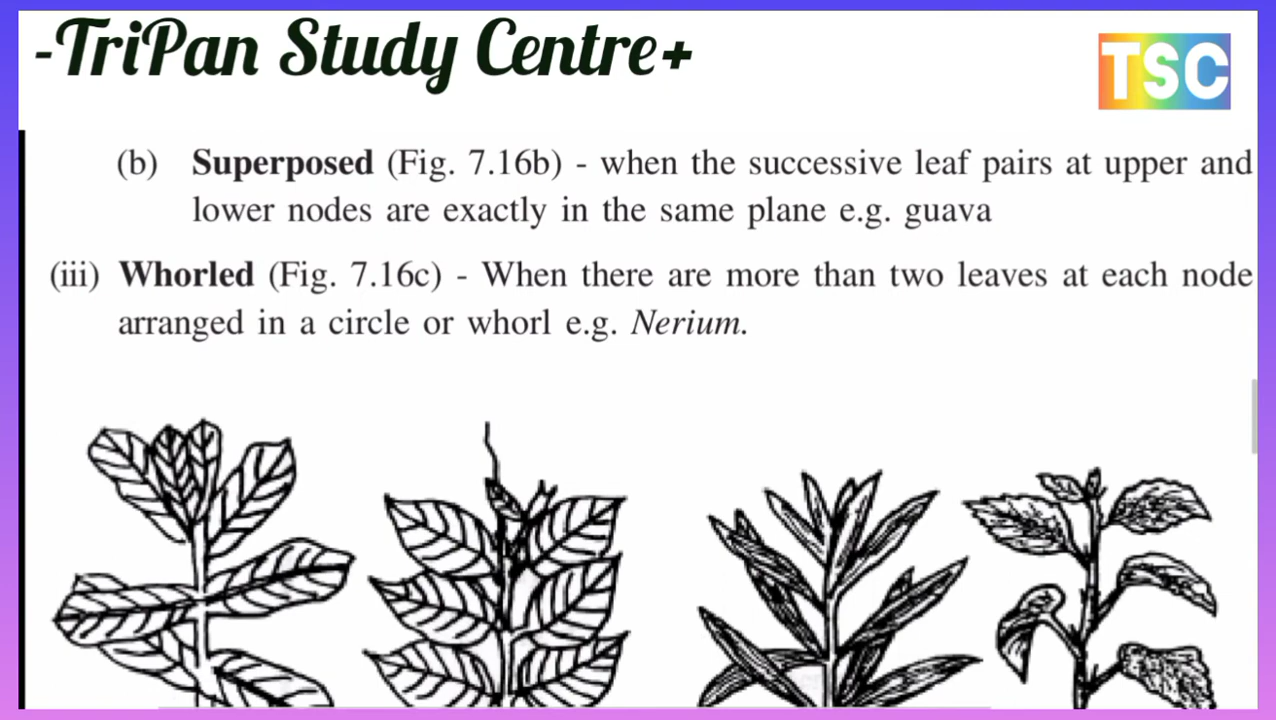 -TriPan Study Centre+
TSC
(b) Superposed (Fig. 7.16b) - when the successive leaf pairs at upper and
lower nodes are exactly in the same plane e.g. guava
(iii) Whorled (Fig. 7.16c) - When there are more than two leaves at each node
arranged in a circle or whorl e.g. Nerium.